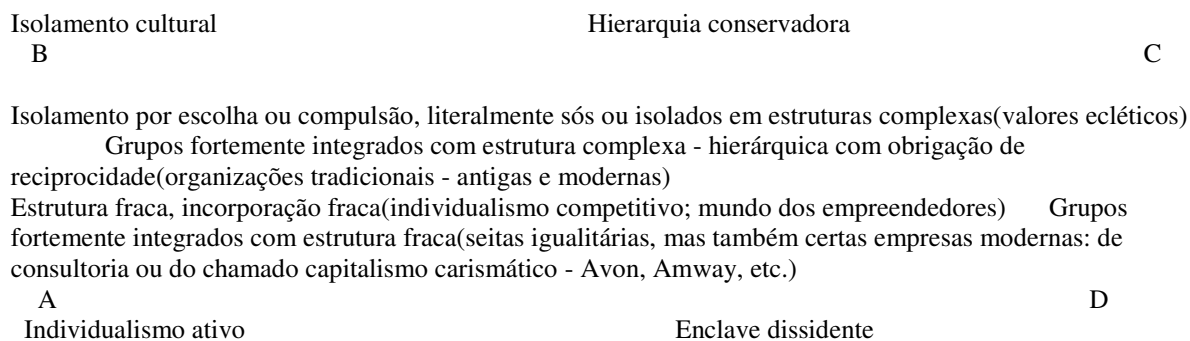 Isolamento cultural Hierarquia conservadora
B C
Isolamento por escolha ou compulsão, literalmente sós ou isolados em estruturas complexas(valores ecléticos)
Grupos fortemente integrados com estrutura complexa - hierárquica com obrigação de
reciprocidade(organizações tradicionais - antigas e modernas)
Estrutura fraca, incorporação fraca(individualismo competitivo; mundo dos empreendedores) Grupos
fortemente integrados com estrutura fraca(seitas igualitárias, mas também certas empresas modernas: de
consultoria ou do chamado capitalismo carismático - Avon, Amway, etc.)
A D
Individualismo ativo Enclave dissidente